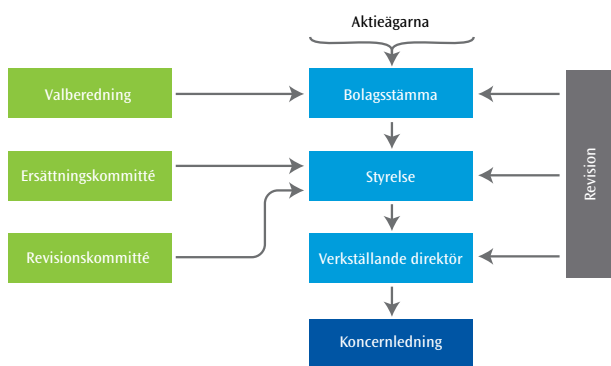 Aktieägarna
Valberedning
Bolagsstämma
Ersättningskommitté
Styrelse
Revision
Revisionskommitté
Verkställande direktör
Koncernledning